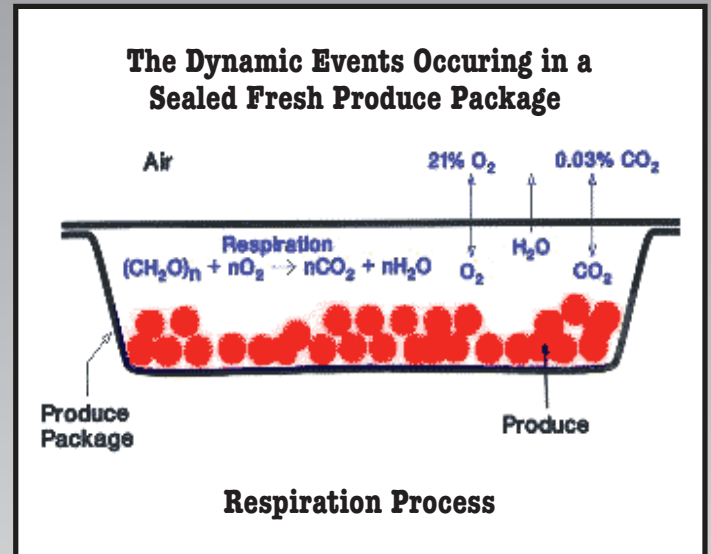 The Dynamic Events Occuring in a
Sealed Fresh Produce Package
Air
21% O₂
0.03% CO₂
Respiration
(CH₂O)n + nO₂ -> nCO₂ + nH₂O
O₂
H₂O
CO₂
Produce
Package
Produce
Respiration Process